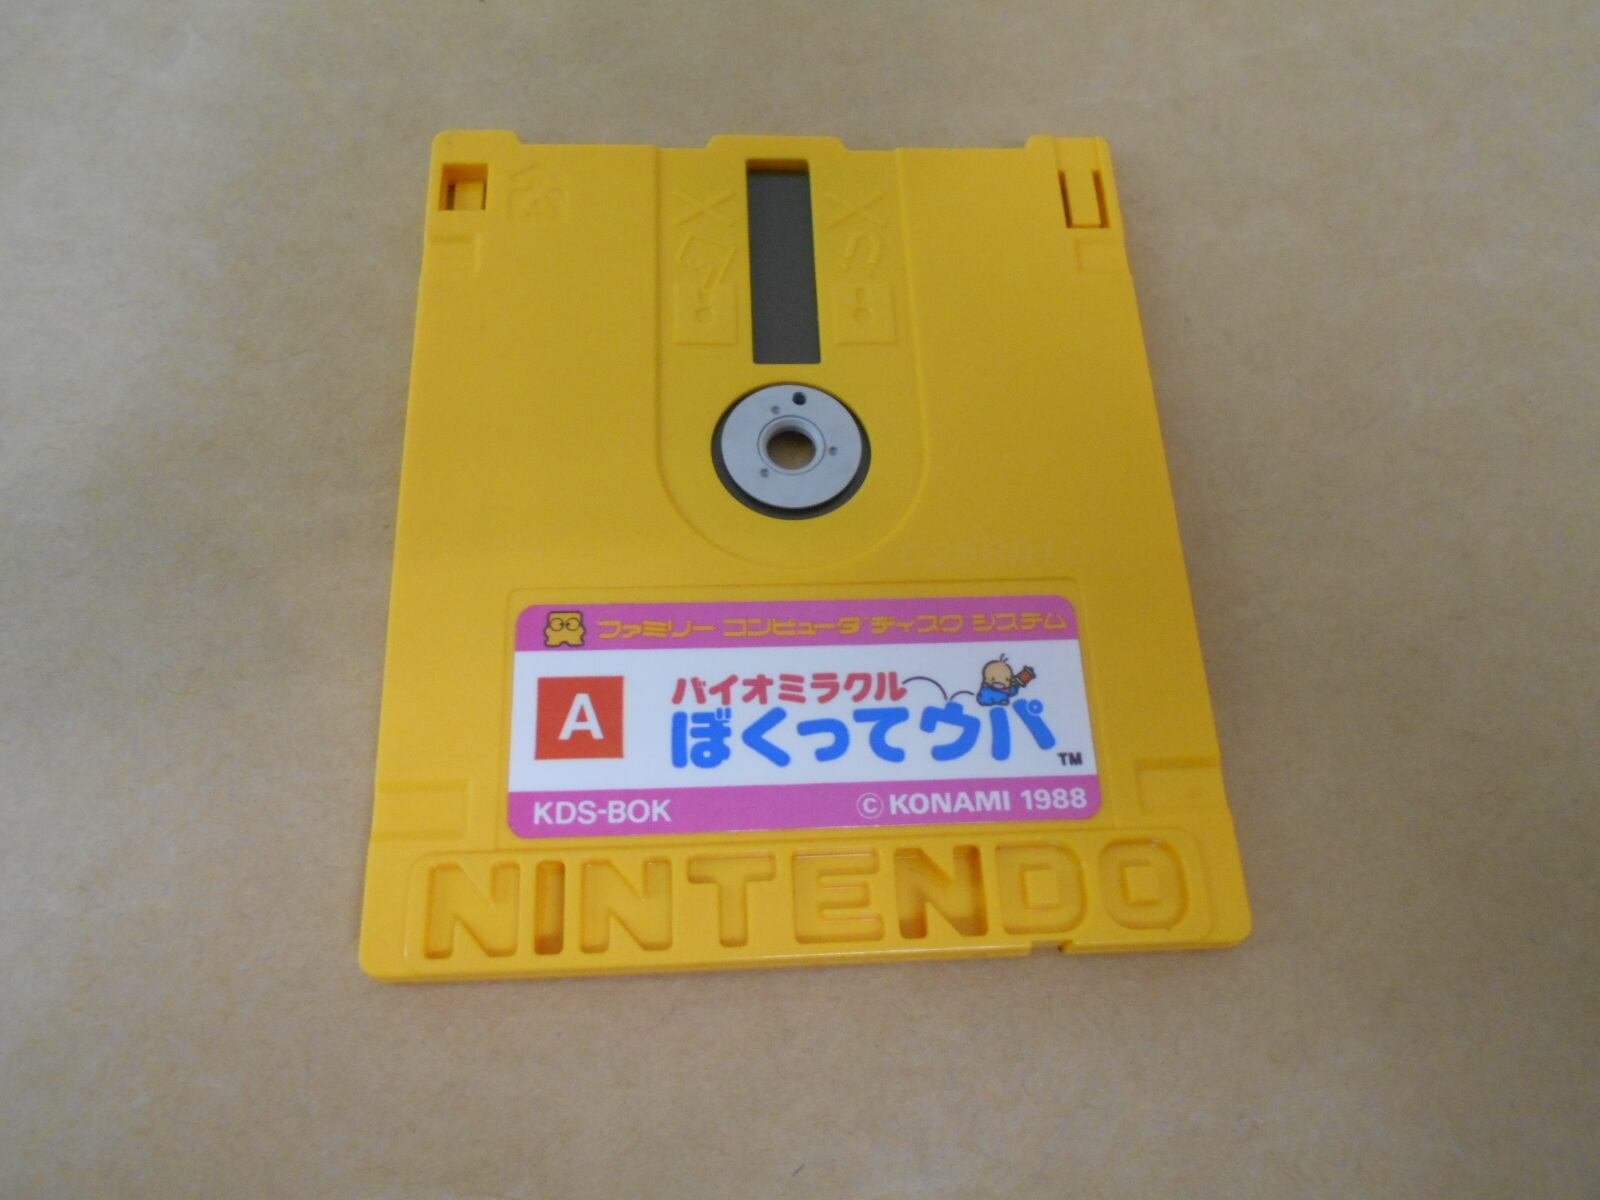 ファミリー コンピュータ ディスク システム
A
バイオミラクル
ぼくってウパ
TM
KDS-BOK
© KONAMI 1988
NINTENDO